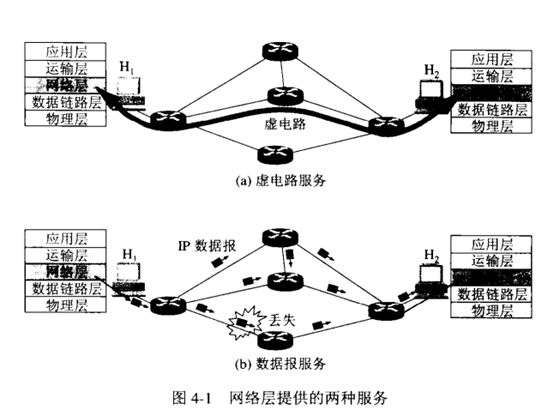 应用层
运输层
网络层
数据链路层
物理层
H1
虚电路
H2
应用层
运输层
数据链路层
物理层
(a) 虚电路服务
应用层
运输层
网络层
数据链路层
物理层
H1
IP 数据报
丢失
H2
应用层
运输层
数据链路层
物理层
(b) 数据报服务
图 4-1 网络层提供的两种服务